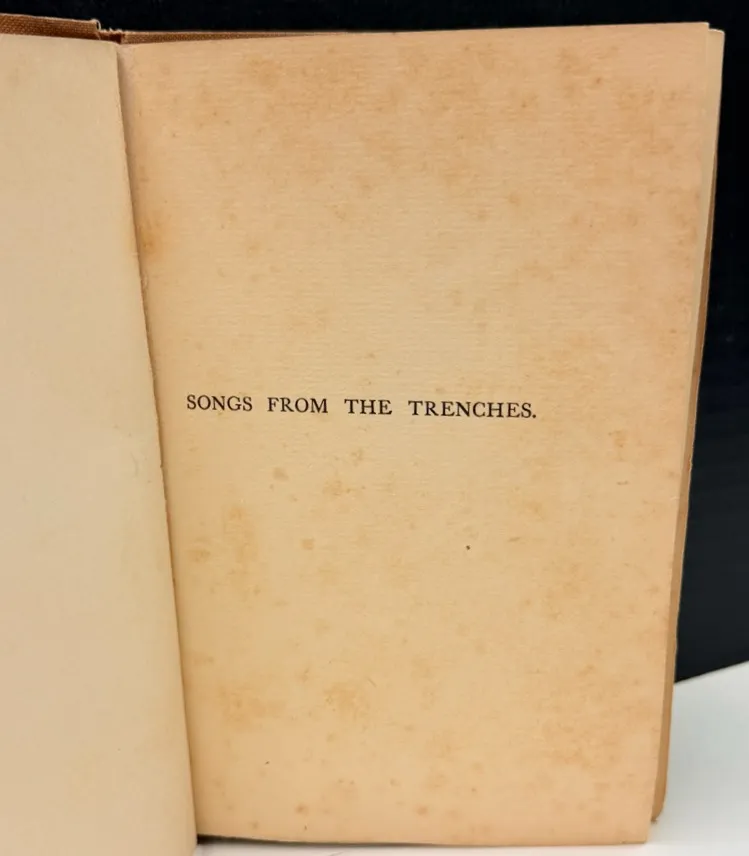 SONGS FROM THE TRENCHES.